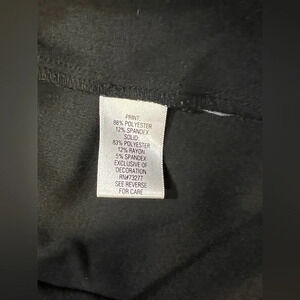 PRINT:
88% POLYESTER
12% SPANDEX
SOLID:
83% POLYESTER
12% RAYON
5% SPANDEX
EXCLUSIVE OF
DECORATION
RN#73277
SEE REVERSE
FOR CARE